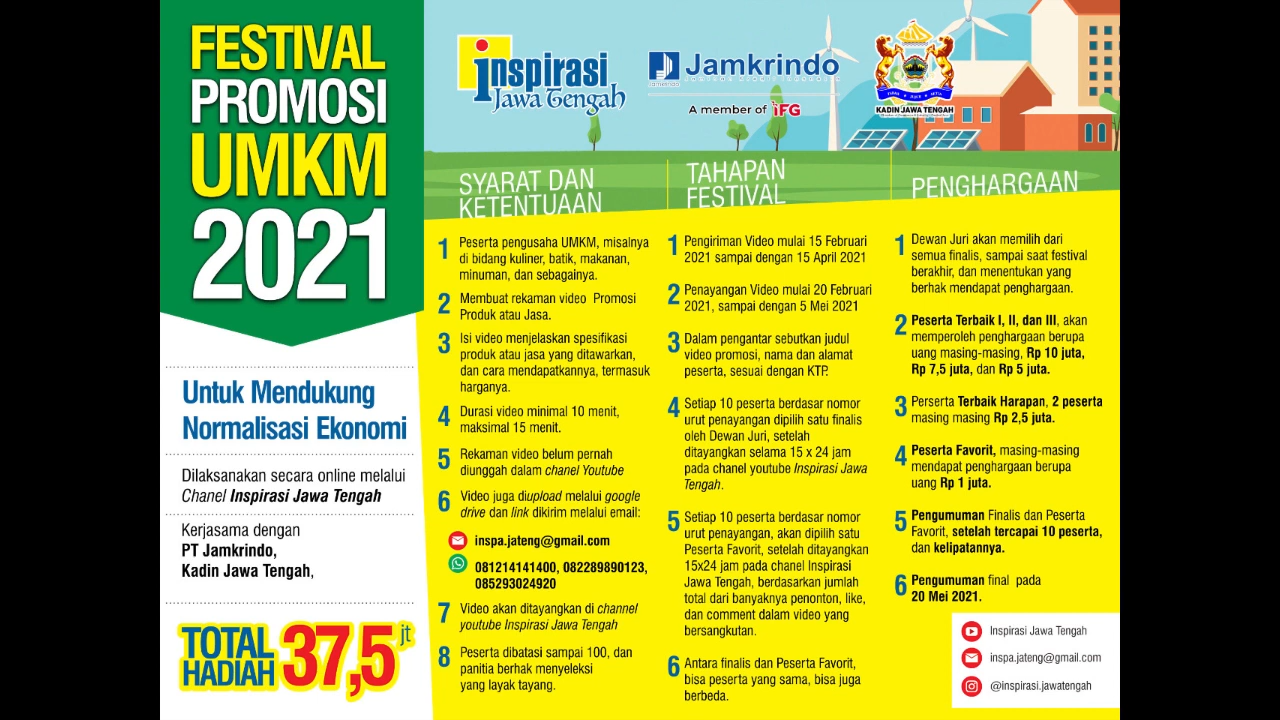 FESTIVAL
PROMOSI
UMKM
2021
Untuk Mendukung
Normalisasi Ekonomi
Dilaksanakan secara online melalui
Chanel Inspirasi Jawa Tengah
Kerjasama dengan
PT Jamkrindo,
Kadin Jawa Tengah,
TOTAL
HADIAH
37,5 jt
inspirasi
Jawa Tengah
Jamkrindo
A member of IFG
KADIN JAWA TENGAH
SYARAT DAN
KETENTUAAN
1 Peserta pengusaha UMKM, misalnya
di bidang kuliner, batik, makanan,
minuman, dan sebagainya.
2 Membuat rekaman video Promosi
Produk atau Jasa.
3 Isi video menjelaskan spesifikasi
produk atau jasa yang ditawarkan,
dan cara mendapatkannya, termasuk
harganya.
4 Durasi video minimal 10 menit,
maksimal 15 menit.
5 Rekaman video belum pernah
diunggah dalam chanel Youtube
6 Video juga diupload melalui google
drive dan link dikirim melalui email:
inspa.jateng@gmail.com
081214141400, 082289890123,
085293024920
7 Video akan ditayangkan di channel
youtube Inspirasi Jawa Tengah
8 Peserta dibatasi sampai 100, dan
panitia berhak menyeleksi
yang layak tayang.
TAHAPAN
FESTIVAL
1 Pengiriman Video mulai 15 Februari
2021 sampai dengan 15 April 2021
2 Penayangan Video mulai 20 Februari
2021, sampai dengan 5 Mei 2021
3 Dalam pengantar sebutkan judul
video promosi, nama dan alamat
peserta, sesuai dengan KTP.
4 Setiap 10 peserta berdasar nomor
urut penayangan dipilih satu finalis
oleh Dewan Juri, setelah
ditayangkan selama 15 x 24 jam
pada chanel youtube Inspirasi Jawa
Tengah.
5 Setiap 10 peserta berdasar nomor
urut penayangan, akan dipilih satu
Peserta Favorit, setelah ditayangkan
15x24 jam pada chanel Inspirasi
Jawa Tengah, berdasarkan jumlah
total dari banyaknya penonton, like,
dan comment dalam video yang
bersangkutan.
6 Antara finalis dan Peserta Favorit,
bisa peserta yang sama, bisa juga
berbeda.
PENGHARGAAN
1 Dewan Juri akan memilih dari
semua finalis, sampai saat festival
berakhir, dan menentukan yang
berhak mendapat penghargaan.
2 Peserta Terbaik I, II, dan III, akan
memperoleh penghargaan berupa
uang masing-masing, Rp 10 juta,
Rp 7,5 juta, dan Rp 5 juta.
3 Perserta Terbaik Harapan, 2 peserta
masing masing Rp 2,5 juta.
4 Peserta Favorit, masing-masing
mendapat penghargaan berupa
uang Rp 1 juta.
5 Pengumuman Finalis dan Peserta
Favorit, setelah tercapai 10 peserta,
dan kelipatannya.
6 Pengumuman final pada
20 Mei 2021.
Inspirasi Jawa Tengah
inspa.jateng@gmail.com
@inspirasi.jawatengah